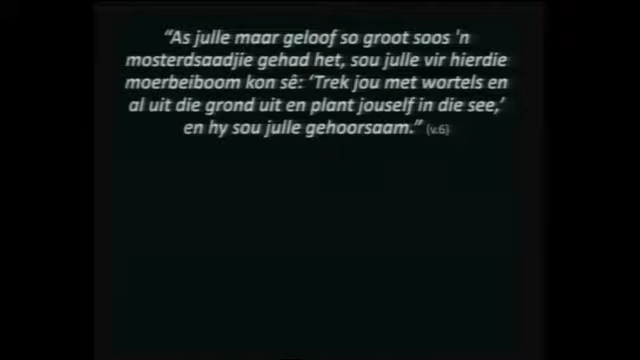 “As julle maar geloof so groot soos 'n
mosterdsaadjie gehad het, sou julle vir hierdie
moerbeiboom kon sê: ‘Trek jou met wortels en
al uit die grond uit en plant jouself in die see,’
en hy sou julle gehoorsaam.” (v.6)